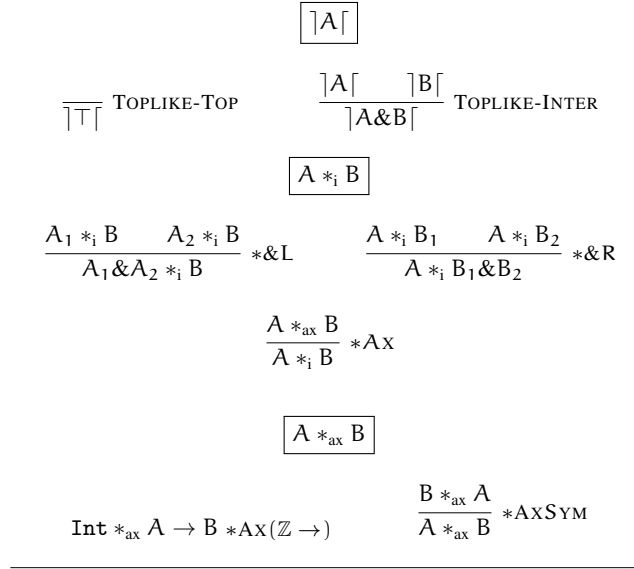 ⌉A⌈
⌉⊤⌈ TOPLIKE-TOP
⌉A⌈ ⌉B⌈
⌉A&B⌈ TOPLIKE-INTER
A ∗i B
A₁ ∗i B A₂ ∗i B
A₁&A₂ ∗i B ∗&L
A ∗i B₁ A ∗i B₂
A ∗i B₁&B₂ ∗&R
A ∗ax B
A ∗i B ∗AX
A ∗ax B
Int ∗ax A → B ∗AX(ℤ →)
B ∗ax A
A ∗ax B ∗AXSYM